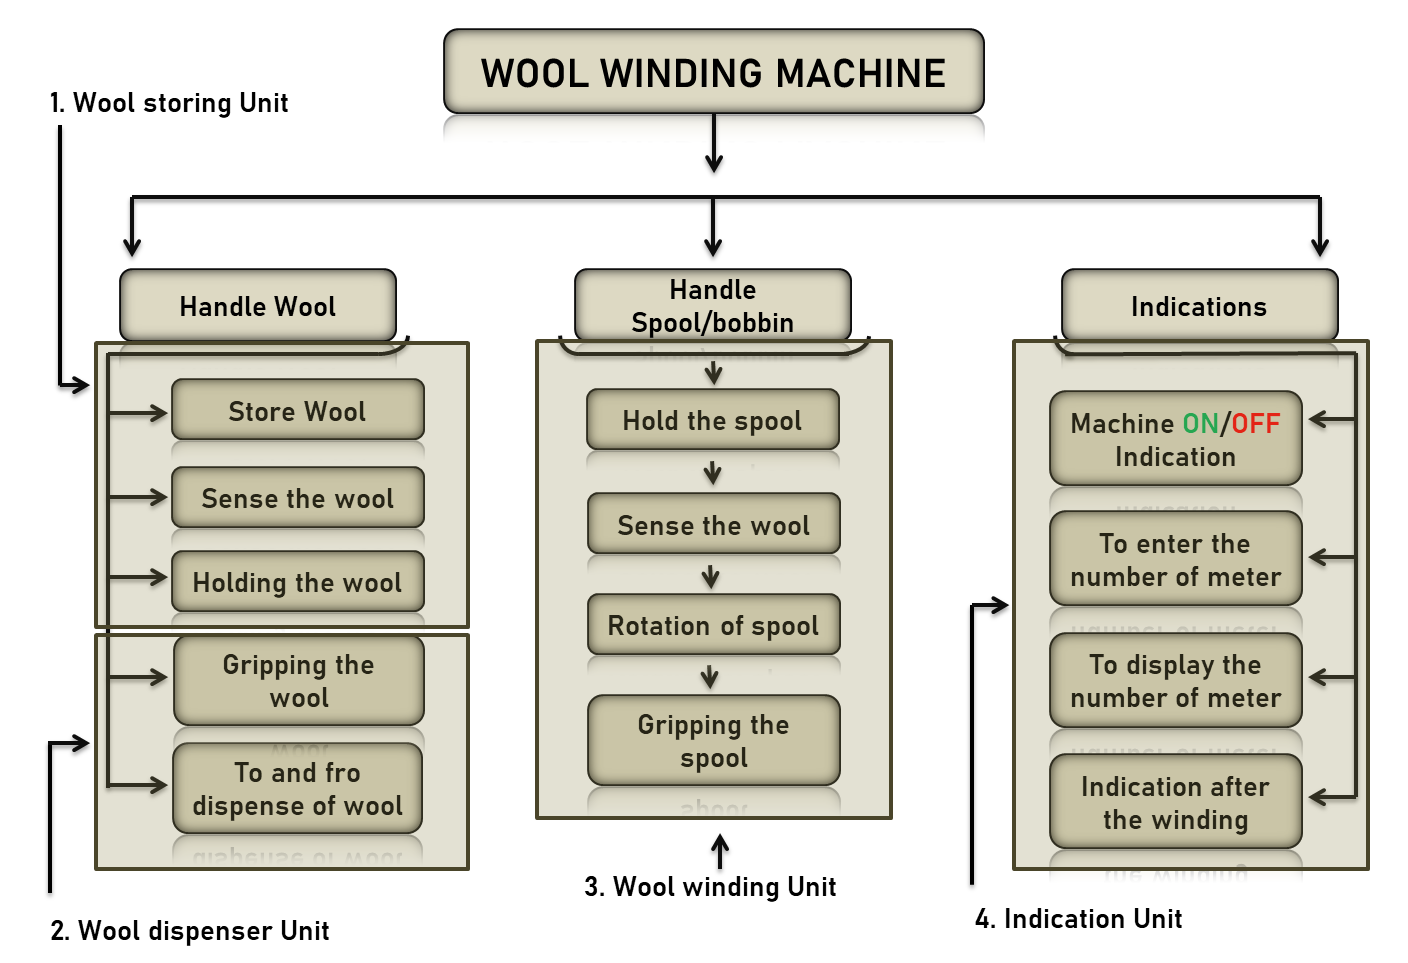 WOOL WINDING MACHINE
1. Wool storing Unit
Handle Wool
Store Wool
Sense the wool
Holding the wool
Gripping the
wool
To and fro
dispense of wool
2. Wool dispenser Unit
Handle
Spool/bobbin
Hold the spool
Sense the wool
Rotation of spool
Gripping the
spool
3. Wool winding Unit
Indications
Machine ON/OFF
Indication
To enter the
number of meter
To display the
number of meter
Indication after
the winding
4. Indication Unit